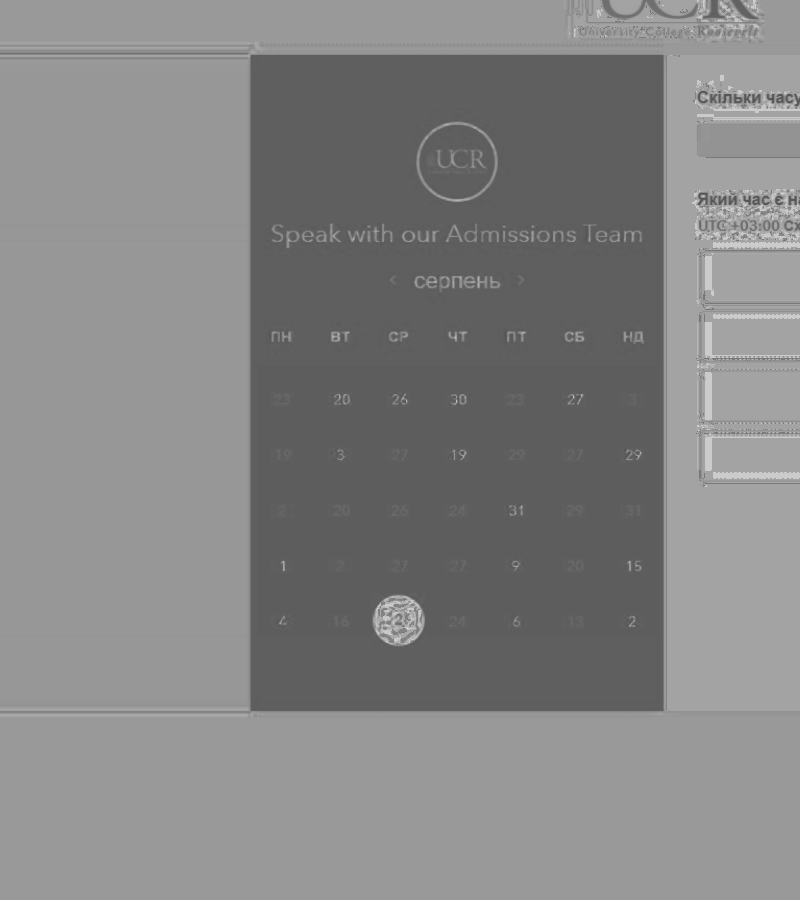 UCR
University College Roosevelt
UCR
Speak with our Admissions Team
< серпень >
ПН ВТ СР ЧТ ПТ СБ НД
23 20 26 30 23 27 3
19 3 27 19 29 27 29
2 20 26 24 31 29 31
1 2 27 27 9 20 15
4 16 24 6 13 2
Скільки часу
Який час є на
UTC +03:00 Сх